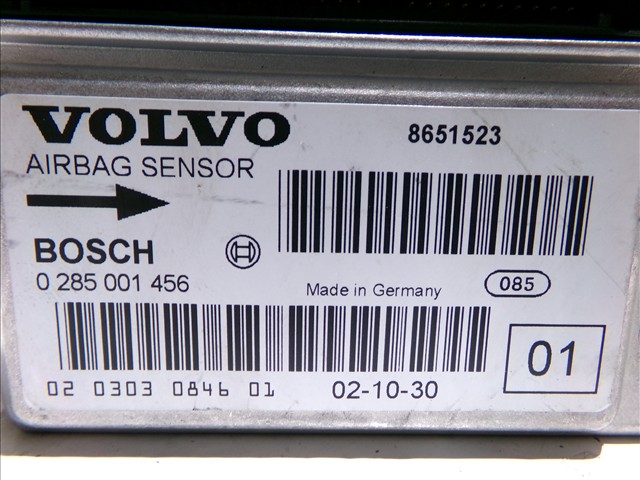 VOLVO
8651523
AIRBAG SENSOR
BOSCH
0 285 001 456
Made in Germany
085
02 0303 0846 01
02-10-30
01